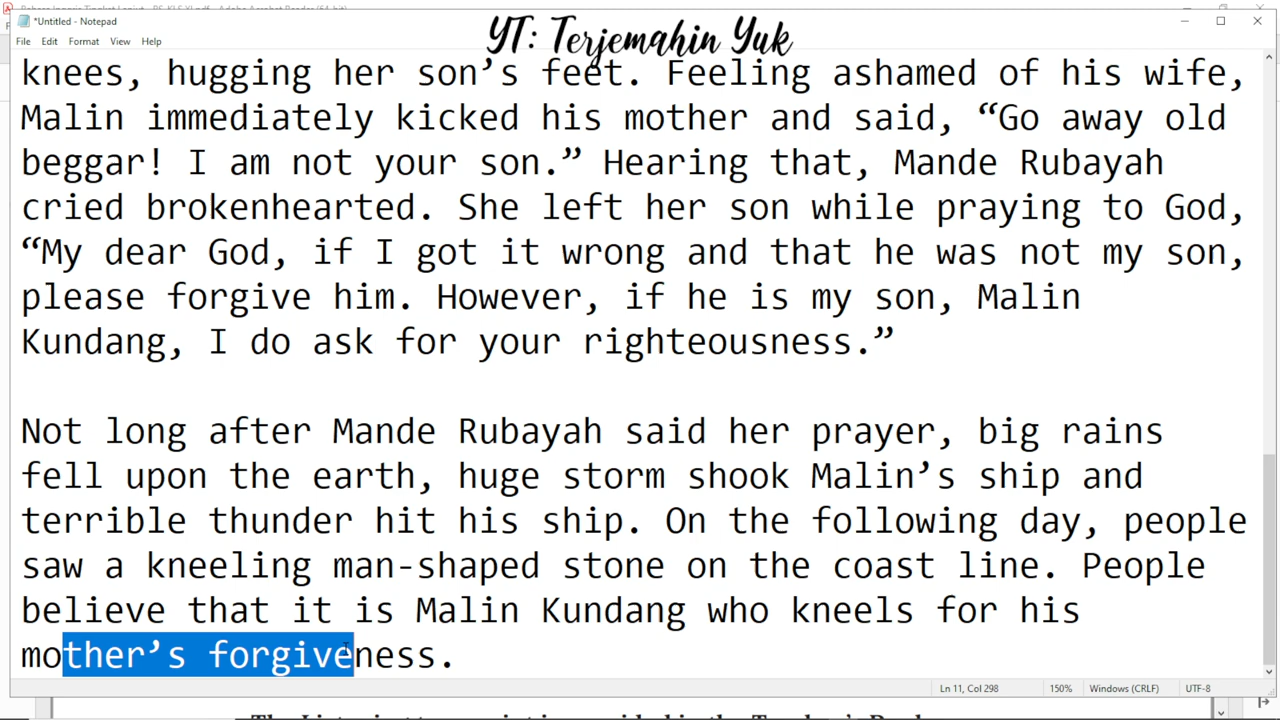 *Untitled - Notepad
YT: Terjemahin Yuk
File Edit Format View Help
knees, hugging her son’s feet. Feeling ashamed of his wife,
Malin immediately kicked his mother and said, “Go away old
beggar! I am not your son.” Hearing that, Mande Rubayah
cried brokenhearted. She left her son while praying to God,
“My dear God, if I got it wrong and that he was not my son,
please forgive him. However, if he is my son, Malin
Kundang, I do ask for your righteousness.”
Not long after Mande Rubayah said her prayer, big rains
fell upon the earth, huge storm shook Malin’s ship and
terrible thunder hit his ship. On the following day, people
saw a kneeling man-shaped stone on the coast line. People
believe that it is Malin Kundang who kneels for his
mother’s forgiveness.
Ln 11, Col 298 150% Windows (CRLF) UTF-8